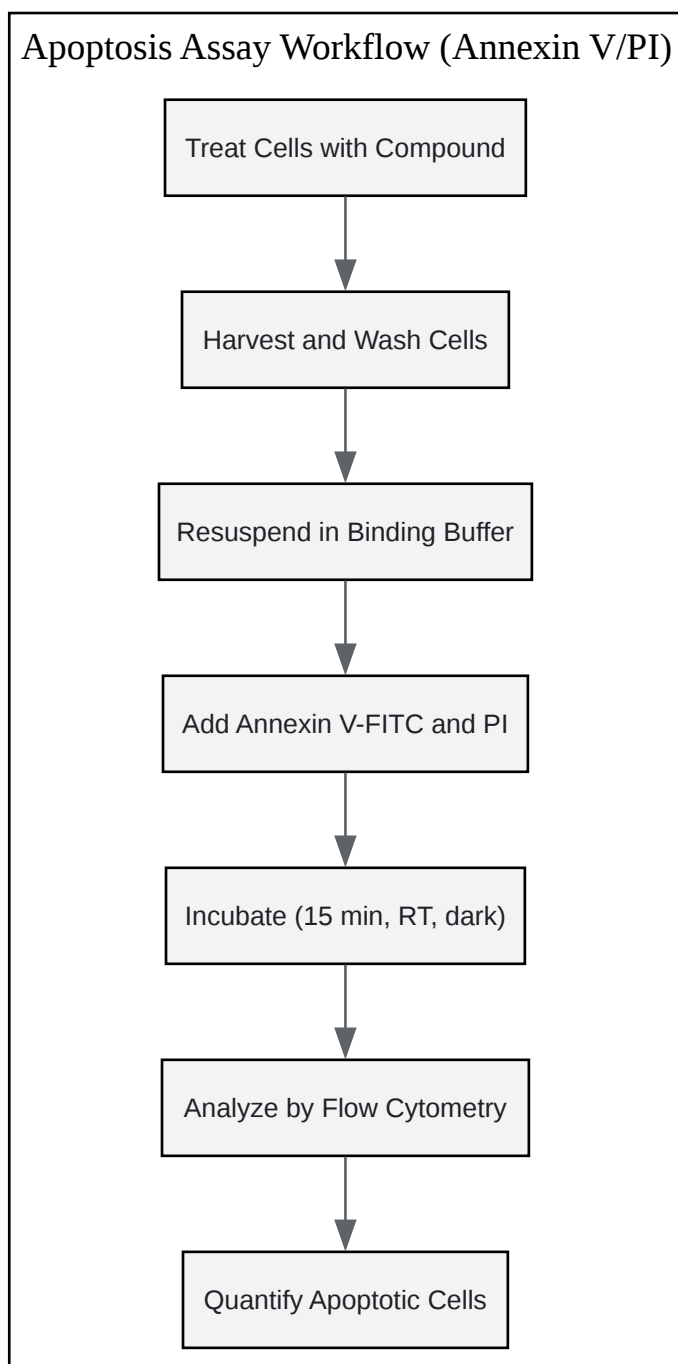 Apoptosis Assay Workflow (Annexin V/PI)
Treat Cells with Compound
Harvest and Wash Cells
Resuspend in Binding Buffer
Add Annexin V-FITC and PI
Incubate (15 min, RT, dark)
Analyze by Flow Cytometry
Quantify Apoptotic Cells